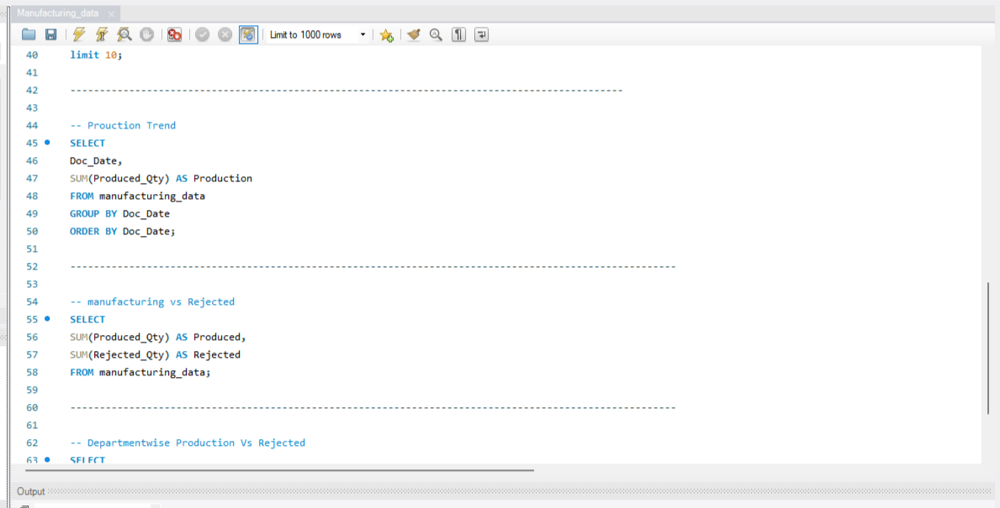 Manufacturing_data
Limit to 1000 rows
40 limit 10;
41
42 ----------------------------------------------------------------------------------------------
43
44 -- Prouction Trend
45 SELECT
46 Doc_Date,
47 SUM(Produced_Qty) AS Production
48 FROM manufacturing_data
49 GROUP BY Doc_Date
50 ORDER BY Doc_Date;
51
52 -------------------------------------------------------------------------------------------------------
53
54 -- manufacturing vs Rejected
55 SELECT
56 SUM(Produced_Qty) AS Produced,
57 SUM(Rejected_Qty) AS Rejected
58 FROM manufacturing_data;
59
60 -------------------------------------------------------------------------------------------------------
61
62 -- Departmentwise Production Vs Rejected
63 SELECT
Output